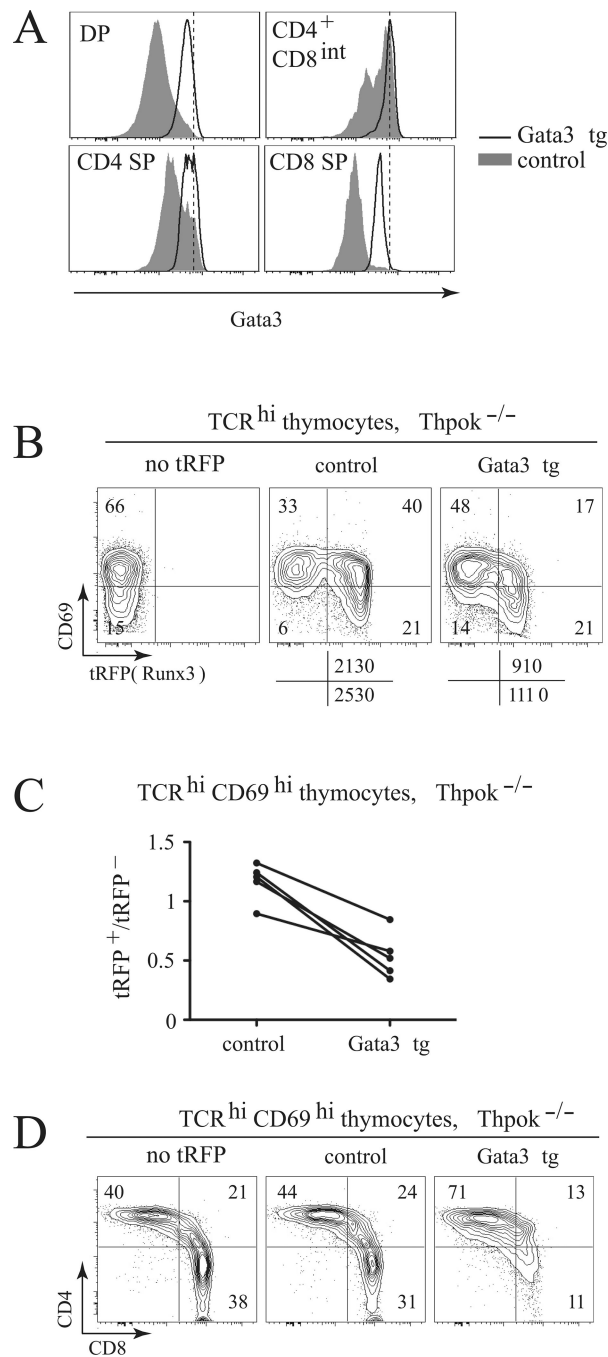 A
DP
CD4+ CD8int
CD4 SP
CD8 SP
Gata3 tg
control
Gata3
B
TCRhi thymocytes, Thpok−/−
no tRFP
control
Gata3 tg
66
15
33
40
6
21
48
17
14
21
CD69
tRFP( Runx3 )
2130
2530
910
111 0
C
TCRhi CD69hi thymocytes, Thpok−/−
tRFP+/tRFP−
1.5
1
0.5
0
control
Gata3 tg
D
TCRhi CD69hi thymocytes, Thpok−/−
no tRFP
control
Gata3 tg
40
21
38
44
24
31
71
13
11
CD4
CD8